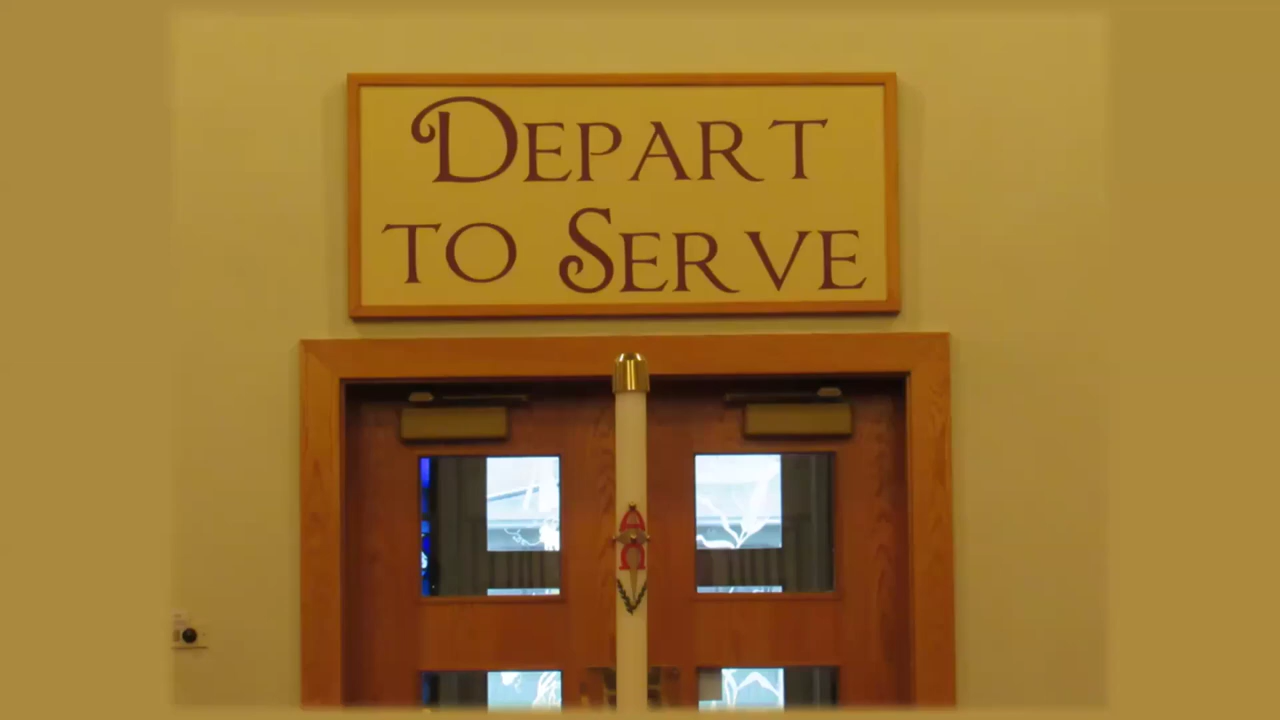 Depart
to Serve
Α
Ω